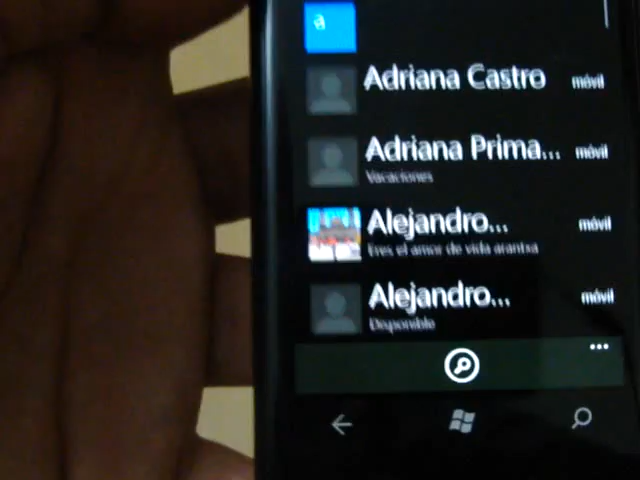 a
Adriana Castro móvil
Adriana Prima... móvil
Vacaciones
Alejandro... móvil
Eres el amor de vida arantxa
Alejandro... móvil
Disponible